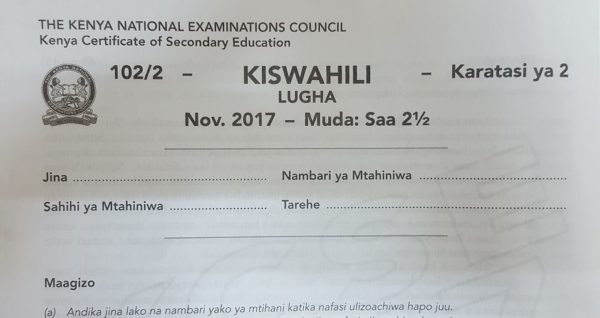 THE KENYA NATIONAL EXAMINATIONS COUNCIL
Kenya Certificate of Secondary Education
102/2 – KISWAHILI – Karatasi ya 2
LUGHA
Nov. 2017 – Muda: Saa 2½
Jina ........................................................ Nambari ya Mtahiniwa ..........................................
Sahihi ya Mtahiniwa ............................ Tarehe ....................................................................
Maagizo
(a) Andika jina lako na nambari yako ya mtihani katika nafasi ulizoachiwa hapo juu.